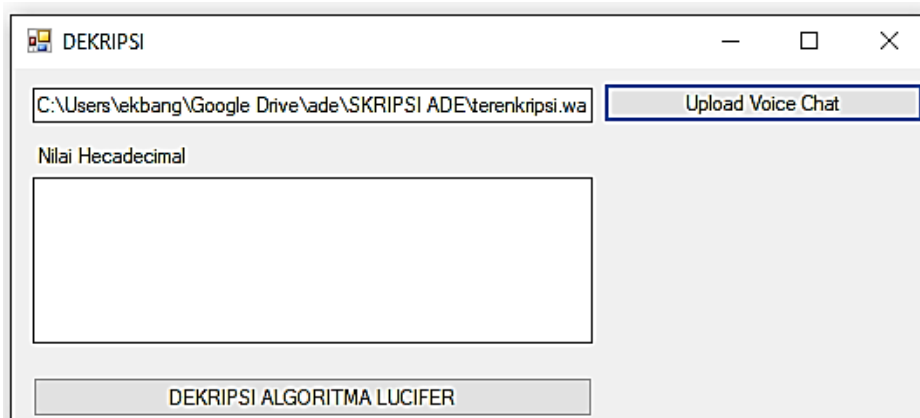 DEKRIPSI
C:\Users\ekbang\Google Drive\ade\SKRIPSI ADE\terenkripsi.wa
Upload Voice Chat
Nilai Hecadecimal
DEKRIPSI ALGORITMA LUCIFER